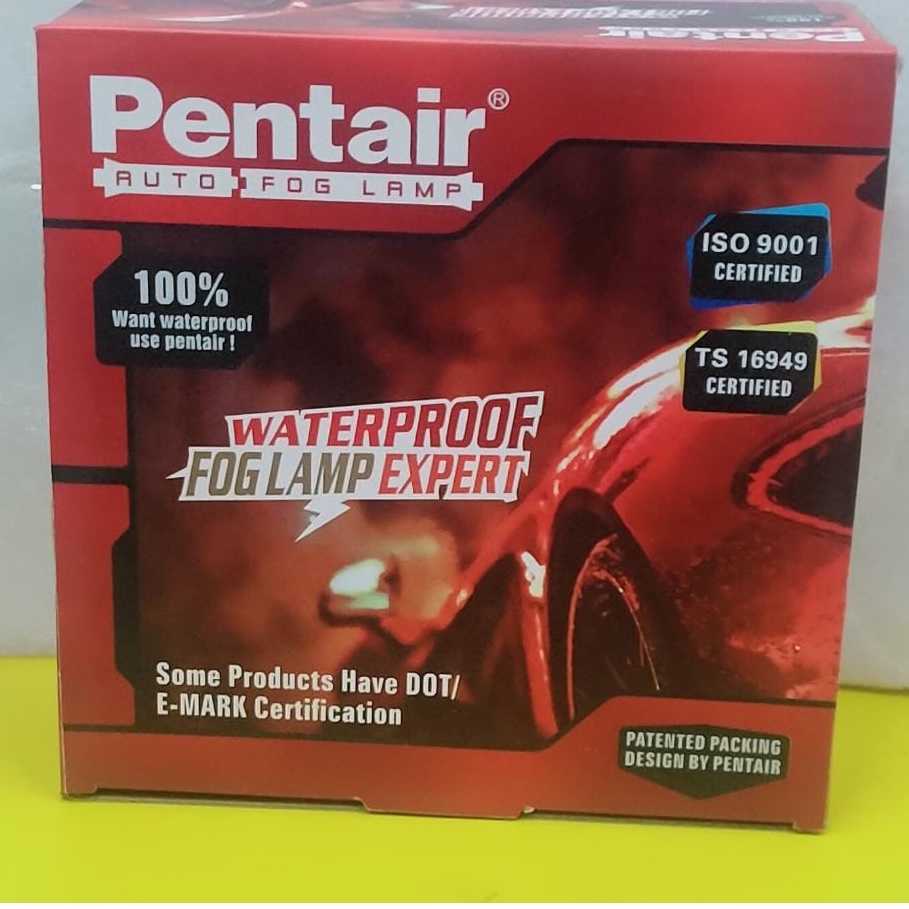 Pentair®
AUTO FOG LAMP
ISO 9001
CERTIFIED
100%
Want waterproof
use pentair !
TS 16949
CERTIFIED
WATERPROOF
FOG LAMP EXPERT
Some Products Have DOT/
E-MARK Certification
PATENTED PACKING
DESIGN BY PENTAIR